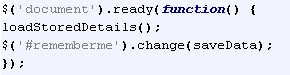 $('document').ready(function() {
loadStoredDetails();
$('#rememberme').change(saveData);
});